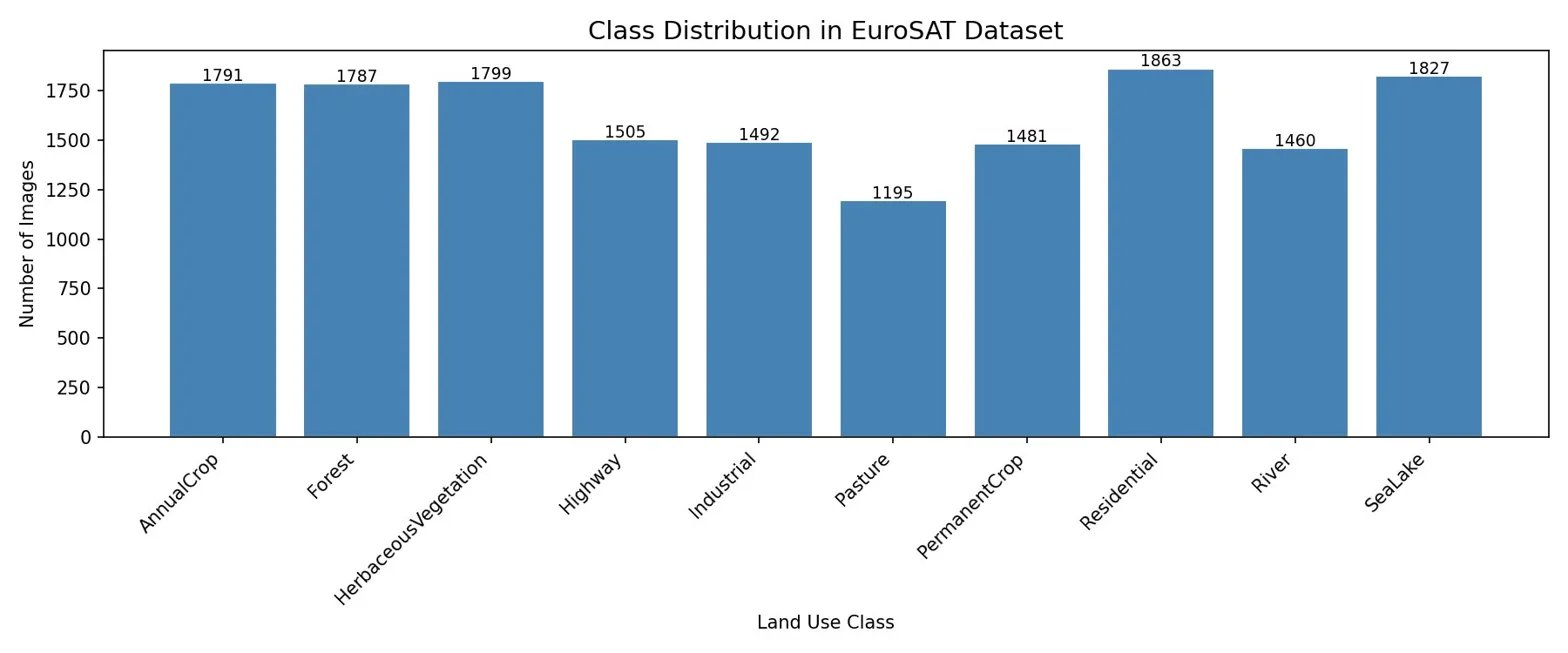 Class Distribution in EuroSAT Dataset
Number of Images
1750
1500
1250
1000
750
500
250
0
1791
1787
1799
1505
1492
1195
1481
1863
1460
1827
AnnualCrop
Forest
HerbaceousVegetation
Highway
Industrial
Pasture
PermanentCrop
Residential
River
SeaLake
Land Use Class